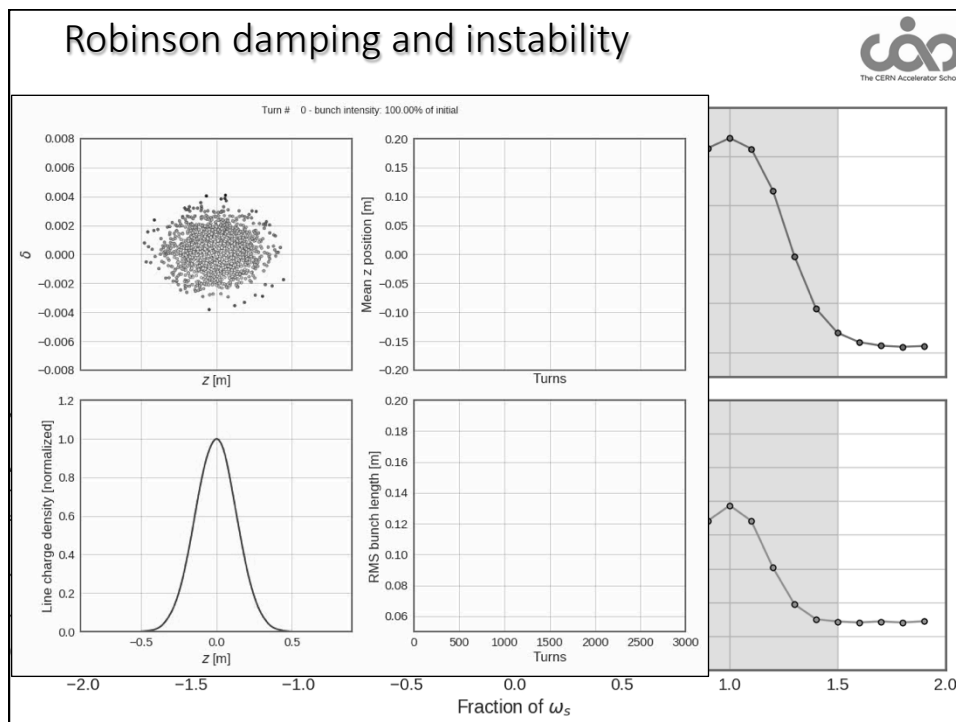 Robinson damping and instability
The CERN Accelerator School
Turn # 0 - bunch intensity: 100.00% of initial
0.008
0.006
0.004
0.002
0.000
−0.002
−0.004
−0.006
−0.008
δ
z [m]
0.20
0.15
0.10
0.05
0.00
−0.05
−0.10
−0.15
−0.20
Mean z position [m]
Turns
1.2
1.0
0.8
0.6
0.4
0.2
0.0
Line charge density [normalized]
−0.5 0.0 0.5
z [m]
0.20
0.18
0.16
0.14
0.12
0.10
0.08
0.06
RMS bunch length [m]
0 500 1000 1500 2000 2500 3000
Turns
−2.0 −1.5 −1.0 −0.5 0.0 0.5 1.0 1.5 2.0
Fraction of ωs